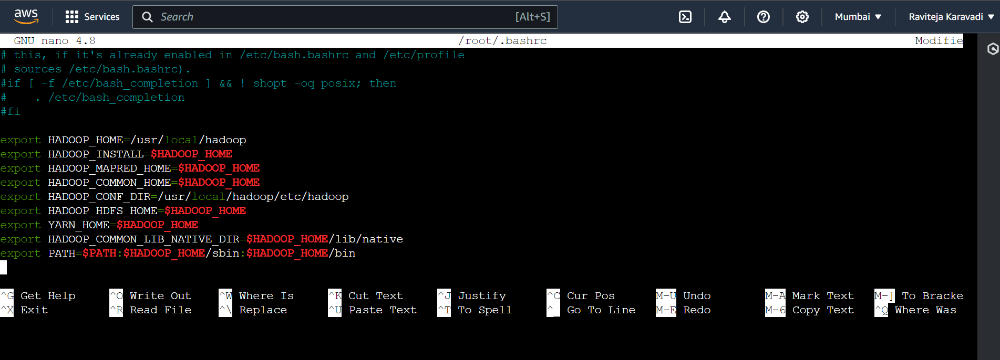 aws Services Search [Alt+S] Mumbai ▼ Raviteja Karavadi ▼
GNU nano 4.8 /root/.bashrc Modifie
# this, if it's already enabled in /etc/bash.bashrc and /etc/profile
# sources /etc/bash.bashrc).
#if [ -f /etc/bash_completion ] && ! shopt -oq posix; then
#    . /etc/bash_completion
#fi
export HADOOP_HOME=/usr/local/hadoop
export HADOOP_INSTALL=$HADOOP_HOME
export HADOOP_MAPRED_HOME=$HADOOP_HOME
export HADOOP_COMMON_HOME=$HADOOP_HOME
export HADOOP_CONF_DIR=/usr/local/hadoop/etc/hadoop
export HADOOP_HDFS_HOME=$HADOOP_HOME
export YARN_HOME=$HADOOP_HOME
export HADOOP_COMMON_LIB_NATIVE_DIR=$HADOOP_HOME/lib/native
export PATH=$PATH:$HADOOP_HOME/sbin:$HADOOP_HOME/bin
^G Get Help ^O Write Out ^W Where Is ^K Cut Text ^J Justify ^C Cur Pos M-U Undo M-A Mark Text M-] To Bracke
^X Exit ^R Read File ^\ Replace ^U Paste Text ^T To Spell ^_ Go To Line M-E Redo M-6 Copy Text ^Q Where Was